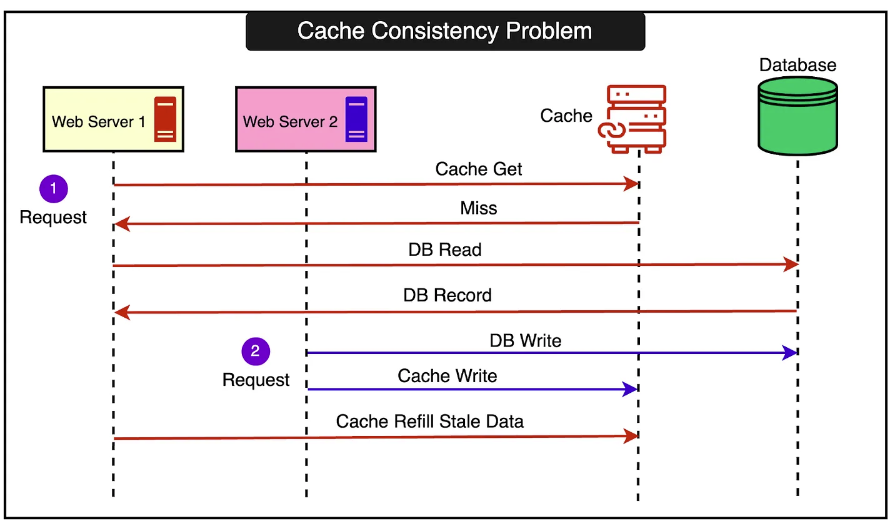 Cache Consistency Problem
Database
Web Server 1
Web Server 2
Cache
Cache Get
1
Request
Miss
DB Read
DB Record
2
Request
DB Write
Cache Write
Cache Refill Stale Data